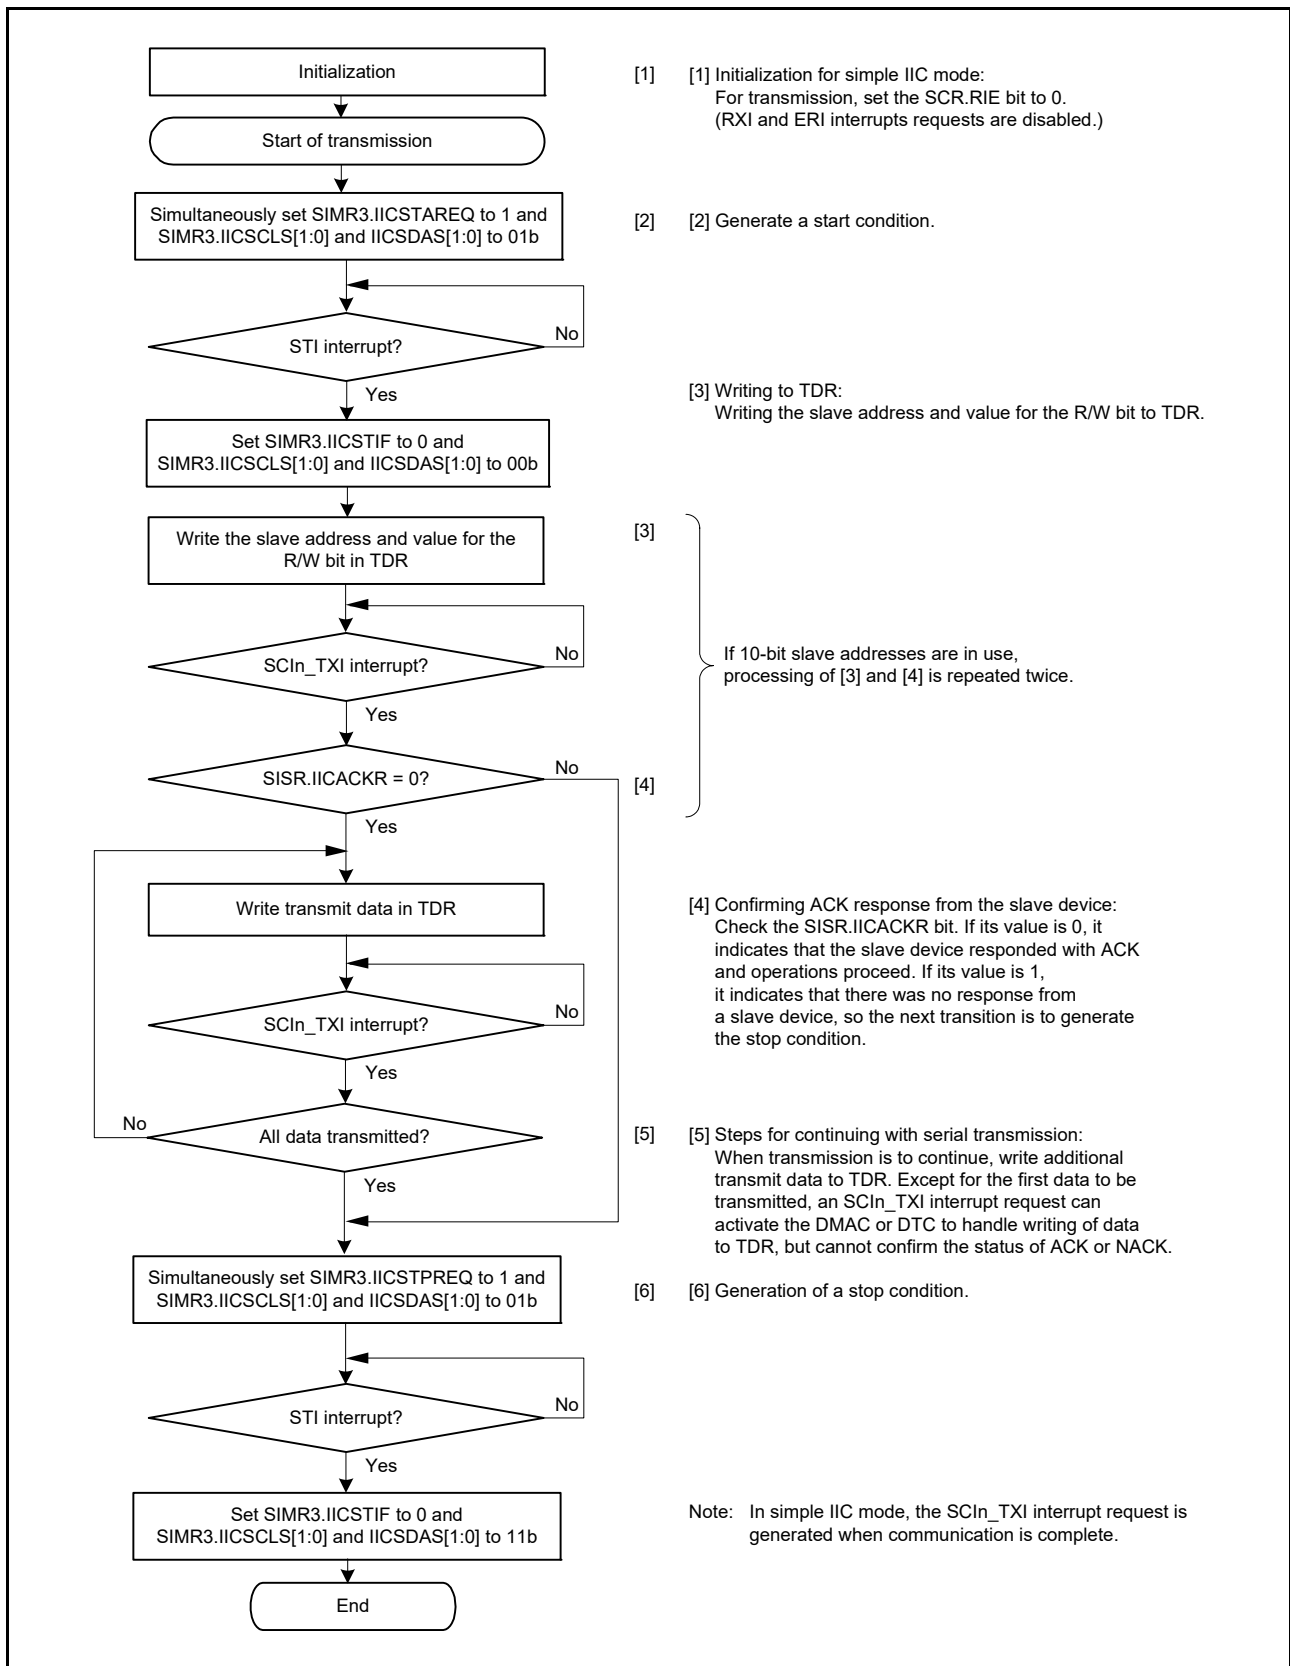 Initialization
[1]
[1] Initialization for simple IIC mode:
For transmission, set the SCR.RIE bit to 0.
(RXI and ERI interrupts requests are disabled.)
Start of transmission
Simultaneously set SIMR3.IICSTAREQ to 1 and
SIMR3.IICSCLS[1:0] and IICSDAS[1:0] to 01b
[2]
[2] Generate a start condition.
STI interrupt?
No
Yes
[3] Writing to TDR:
Writing the slave address and value for the R/W bit to TDR.
Set SIMR3.IICSTIF to 0 and
SIMR3.IICSCLS[1:0] and IICSDAS[1:0] to 00b
Write the slave address and value for the
R/W bit in TDR
[3]
SCIn_TXI interrupt?
No
Yes
If 10-bit slave addresses are in use,
processing of [3] and [4] is repeated twice.
SISR.IICACKR = 0?
No
Yes
[4]
Write transmit data in TDR
[4] Confirming ACK response from the slave device:
Check the SISR.IICACKR bit. If its value is 0, it
indicates that the slave device responded with ACK
and operations proceed. If its value is 1,
it indicates that there was no response from
a slave device, so the next transition is to generate
the stop condition.
SCIn_TXI interrupt?
No
Yes
All data transmitted?
No
Yes
[5]
[5] Steps for continuing with serial transmission:
When transmission is to continue, write additional
transmit data to TDR. Except for the first data to be
transmitted, an SCIn_TXI interrupt request can
activate the DMAC or DTC to handle writing of data
to TDR, but cannot confirm the status of ACK or NACK.
Simultaneously set SIMR3.IICSTPREQ to 1 and
SIMR3.IICSCLS[1:0] and IICSDAS[1:0] to 01b
[6]
[6] Generation of a stop condition.
STI interrupt?
No
Yes
Set SIMR3.IICSTIF to 0 and
SIMR3.IICSCLS[1:0] and IICSDAS[1:0] to 11b
Note: In simple IIC mode, the SCIn_TXI interrupt request is
generated when communication is complete.
End